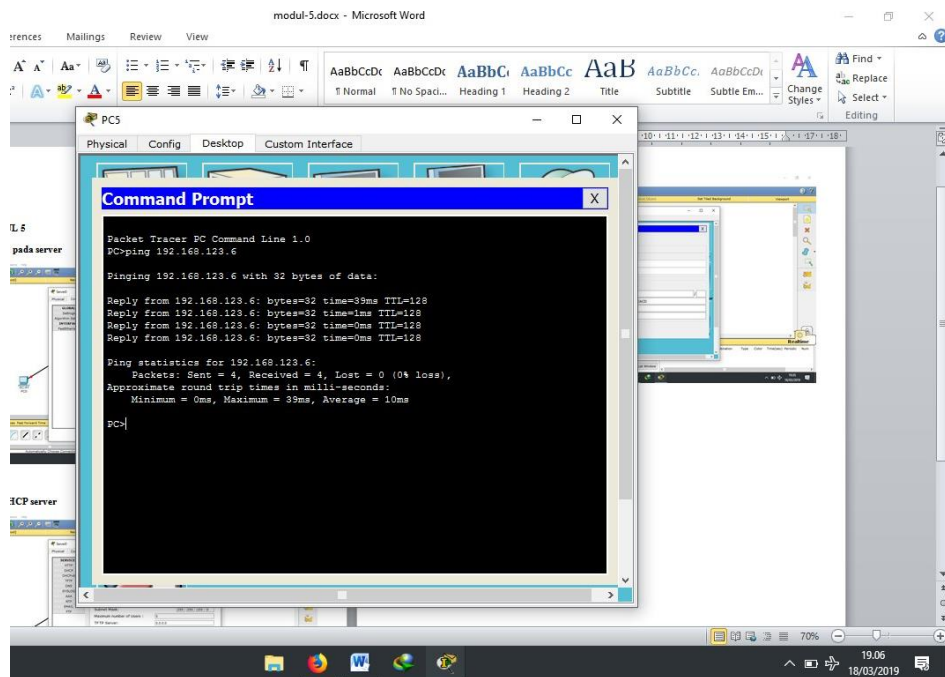 modul-5.docx - Microsoft Word
erences Mailings Review View
Find
Replace
Select
Editing
AaBbCcDc AaBbCcDc AaBbC AaBbCc AaB AaBbCc. AaBbCcDc
¶ Normal ¶ No Spaci... Heading 1 Heading 2 Title Subtitle Subtle Em...
Change
Styles
PC5
Physical Config Desktop Custom Interface
Command Prompt
X
Packet Tracer PC Command Line 1.0
PC>ping 192.168.123.6
Pinging 192.168.123.6 with 32 bytes of data:
Reply from 192.168.123.6: bytes=32 time=39ms TTL=128
Reply from 192.168.123.6: bytes=32 time=1ms TTL=128
Reply from 192.168.123.6: bytes=32 time=0ms TTL=128
Reply from 192.168.123.6: bytes=32 time=0ms TTL=128
Ping statistics for 192.168.123.6:
Packets: Sent = 4, Received = 4, Lost = 0 (0% loss),
Approximate round trip times in milli-seconds:
Minimum = 0ms, Maximum = 39ms, Average = 10ms
PC>
L 5
pada server
HCP server
Realtime
70%
19.06
18/03/2019